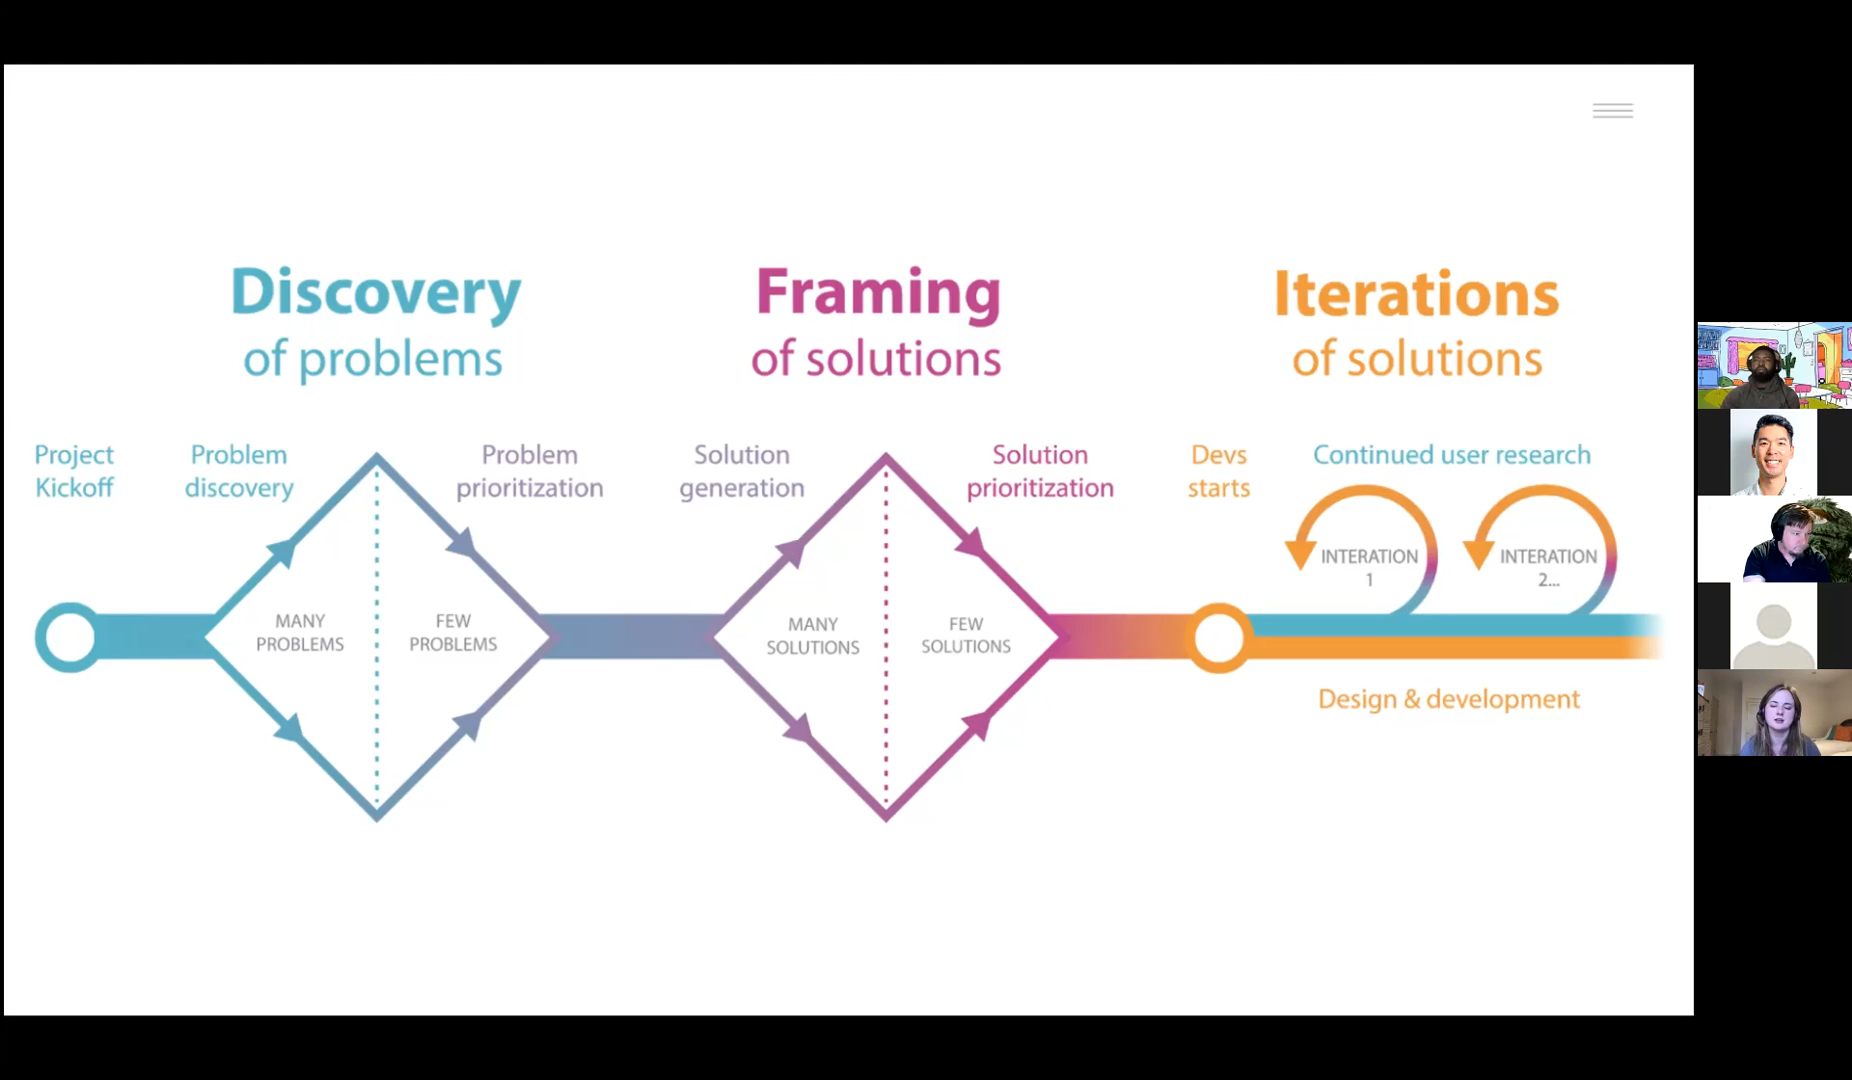 Discovery
of problems
Framing
of solutions
Iterations
of solutions
Project
Kickoff
Problem
discovery
Problem
prioritization
Solution
generation
Solution
prioritization
Devs
starts
Continued user research
MANY
PROBLEMS
FEW
PROBLEMS
MANY
SOLUTIONS
FEW
SOLUTIONS
INTERATION
1
INTERATION
2...
Design & development